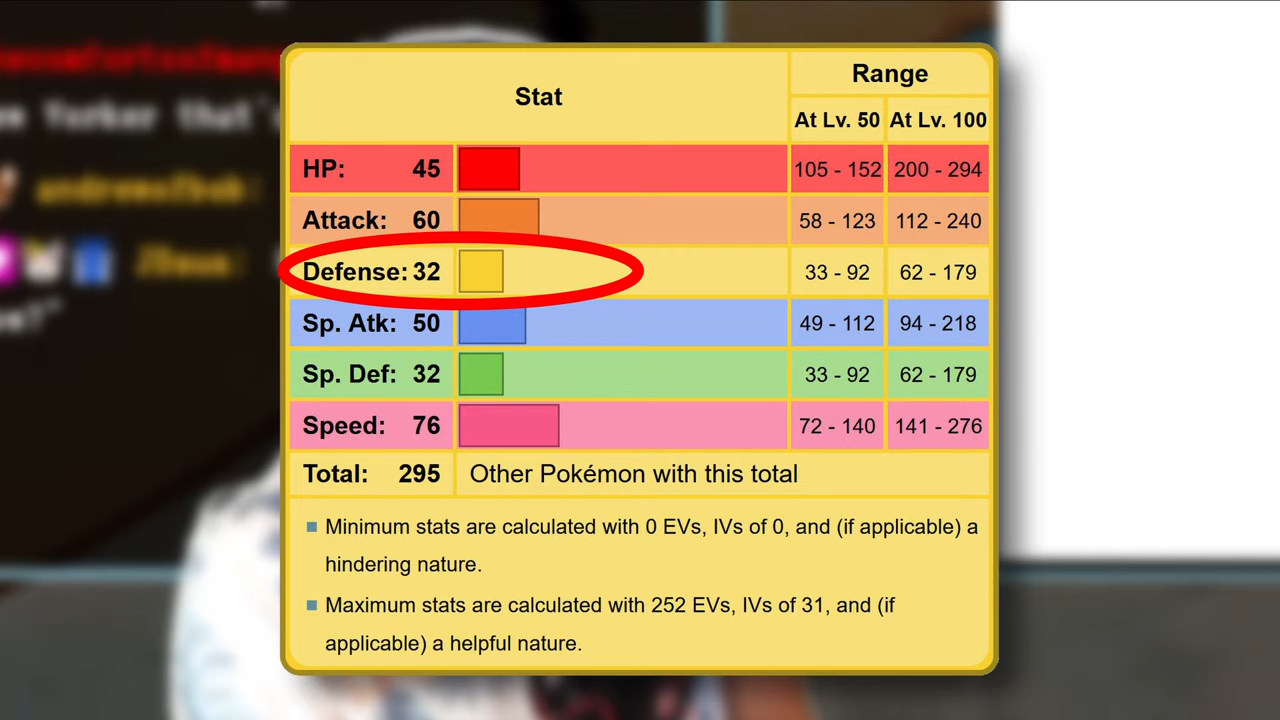 Stat
Range
At Lv. 50 At Lv. 100
HP: 45 105 - 152 200 - 294
Attack: 60 58 - 123 112 - 240
Defense: 32 33 - 92 62 - 179
Sp. Atk: 50 49 - 112 94 - 218
Sp. Def: 32 33 - 92 62 - 179
Speed: 76 72 - 140 141 - 276
Total: 295 Other Pokémon with this total
Minimum stats are calculated with 0 EVs, IVs of 0, and (if applicable) a
hindering nature.
Maximum stats are calculated with 252 EVs, IVs of 31, and (if
applicable) a helpful nature.
Yorker that's